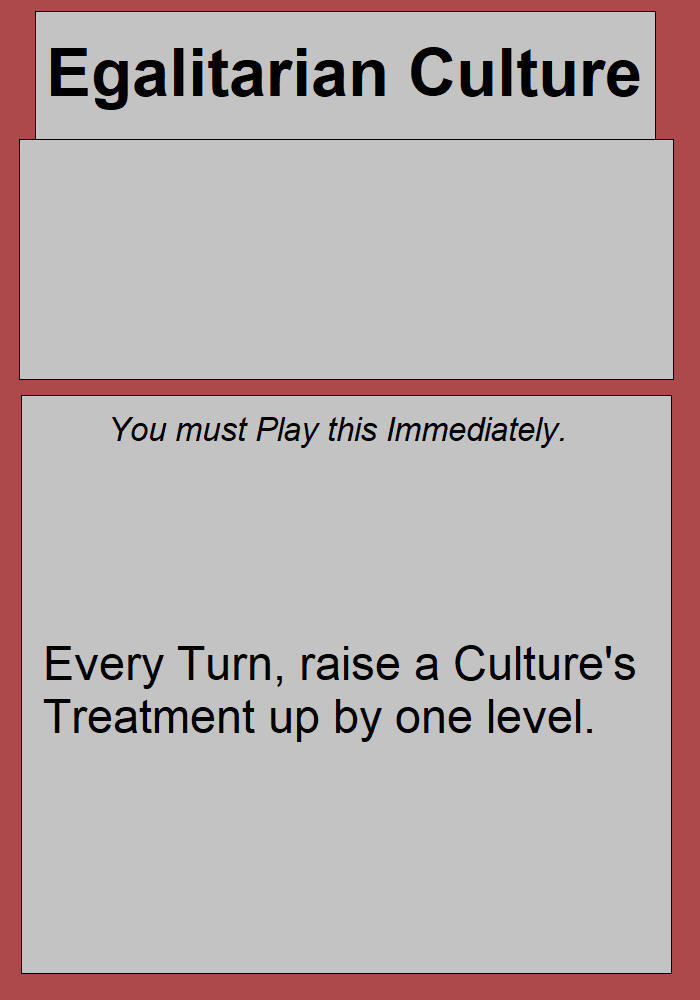 Egalitarian Culture
You must Play this Immediately.
Every Turn, raise a Culture's
Treatment up by one level.